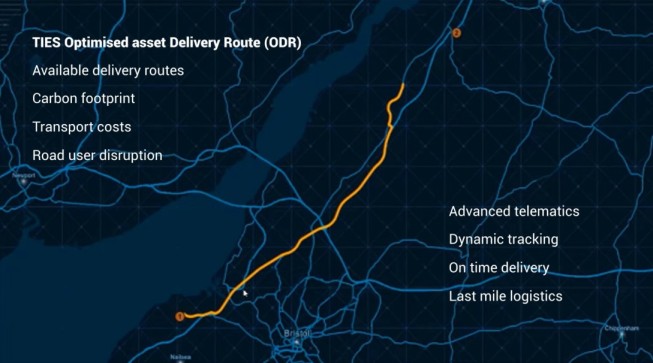 TIES Optimised asset Delivery Route (ODR)
Available delivery routes
Carbon footprint
Transport costs
Road user disruption
Newport
2
Advanced telematics
Dynamic tracking
On time delivery
Last mile logistics
1
Bristol
Chippenham
Nailsea